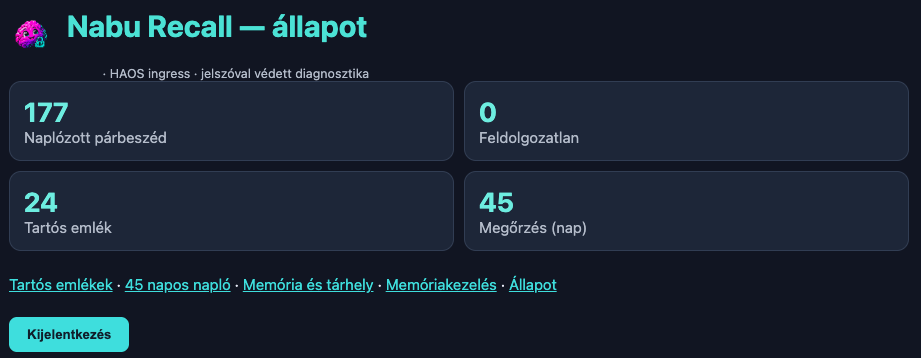 Nabu Recall — állapot
· HAOS ingress · jelszóval védett diagnosztika
177
Naplózott párbeszéd
0
Feldolgozatlan
24
Tartós emlék
45
Megőrzés (nap)
Tartós emlékek · 45 napos napló · Memória és tárhely · Memóriakezelés · Állapot
Kijelentkezés